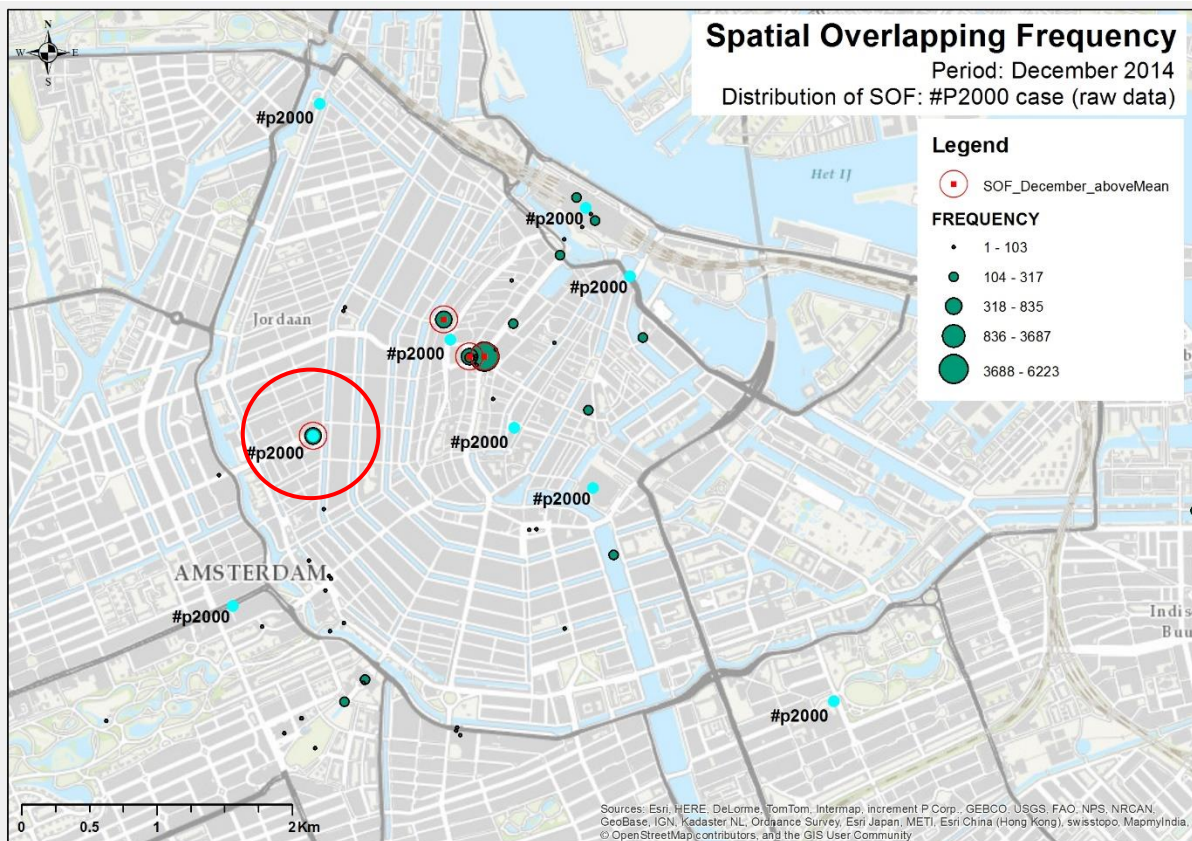 Spatial Overlapping Frequency
Period: December 2014
Distribution of SOF: #P2000 case (raw data)
N
W
E
S
#p2000
Het IJ
Legend
SOF_December_aboveMean
FREQUENCY
1 - 103
104 - 317
318 - 835
836 - 3687
3688 - 6223
#p2000
#p2000
Jordaan
#p2000
#p2000
#p2000
#p2000
AMSTERDAM
#p2000
#p2000
0 0.5 1 2Km
Sources: Esri, HERE, DeLorme, TomTom, Intermap, increment P Corp., GEBCO, USGS, FAO, NPS, NRCAN,
GeoBase, IGN, Kadaster NL, Ordnance Survey, Esri Japan, METI, Esri China (Hong Kong), swisstopo, MapmyIndia,
© OpenStreetMap contributors, and the GIS User Community